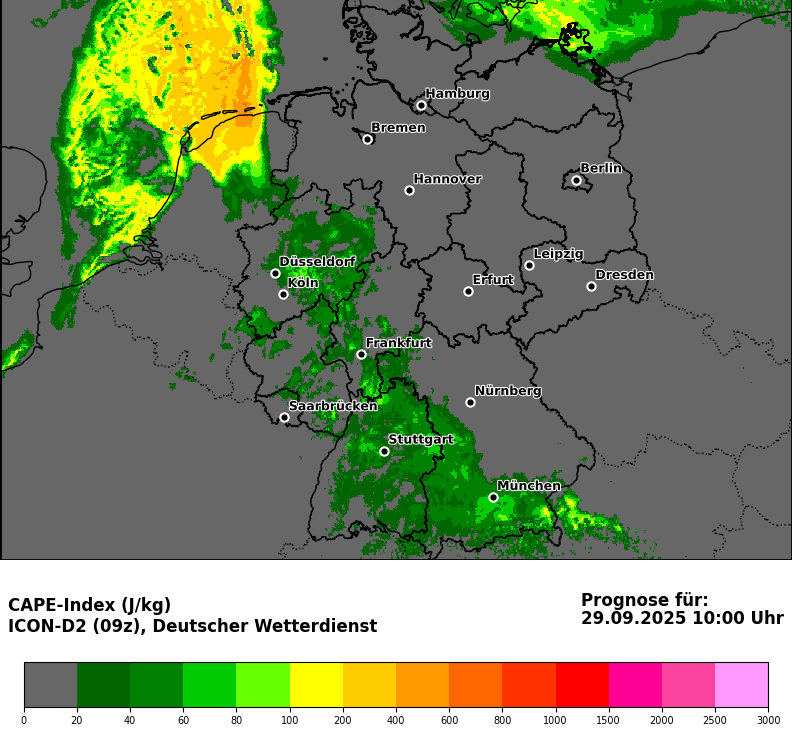 Hamburg
Bremen
Berlin
Hannover
Leipzig
Düsseldorf
Dresden
Köln
Erfurt
Frankfurt
Nürnberg
Saarbrücken
Stuttgart
München
CAPE-Index (J/kg)
ICON-D2 (09z), Deutscher Wetterdienst
Prognose für:
29.09.2025 10:00 Uhr
0 20 40 60 80 100 200 400 600 800 1000 1500 2000 2500 3000